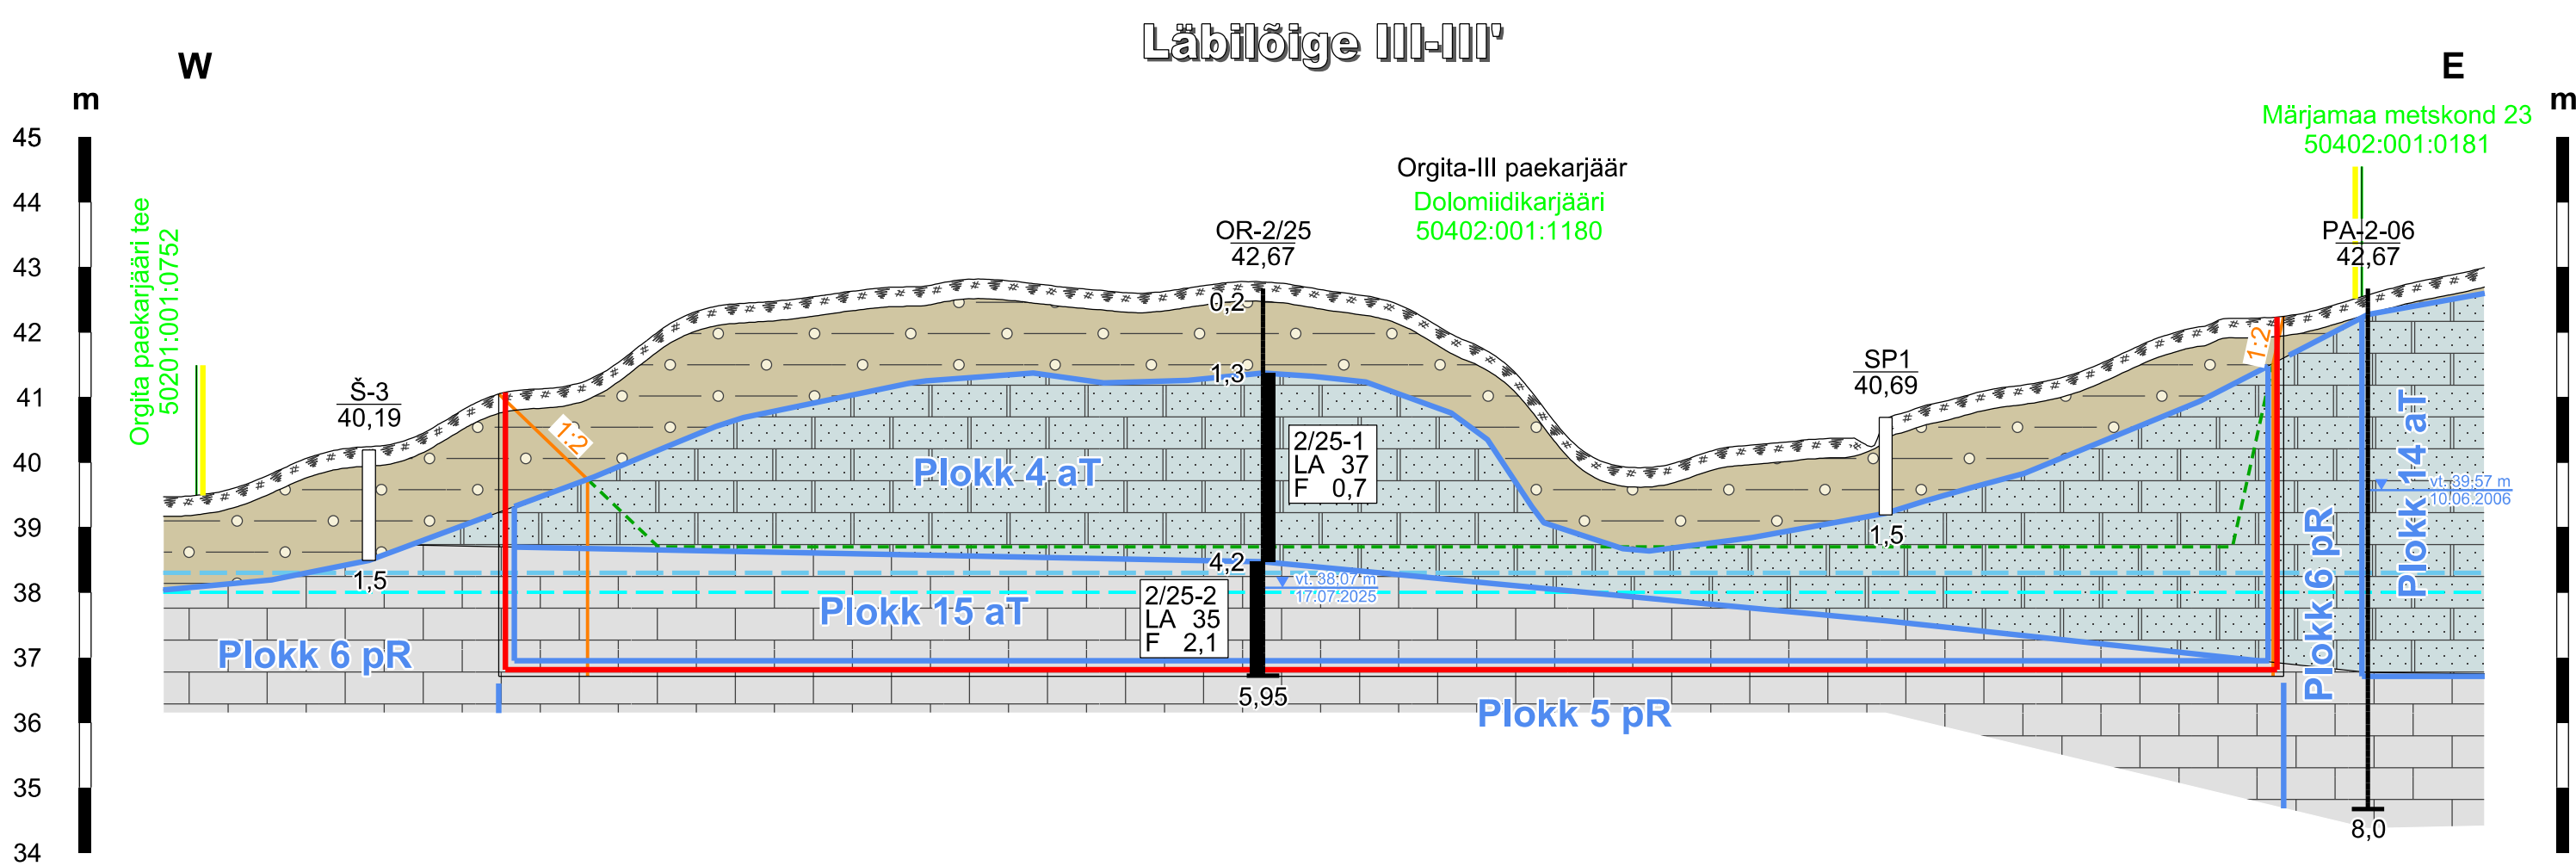 Läbilõige III-III'
W
E
m
m
Märjamaa metskond 23
50402:001:0181
45
44
43
42
41
40
39
38
37
36
35
34
Orgita paekarjääri tee
50201:001:0752
Orgita-III paekarjäär
Dolomiidikarjääri
50402:001:1180
Š-3
40,19
1,5
1:2
OR-2/25
42,67
0,2
1,3
4,2
5,95
2/25-1
LA 37
F 0,7
2/25-2
LA 35
F 2,1
vt. 38,07 m
17.07.2025
SP1
40,69
1,5
1:2
PA-2-06
42,67
8,0
vt. 39,57 m
10.06.2006
Plokk 4 aT
Plokk 15 aT
Plokk 6 pR
Plokk 5 pR
Plokk 6 pR
Plokk 14 aT